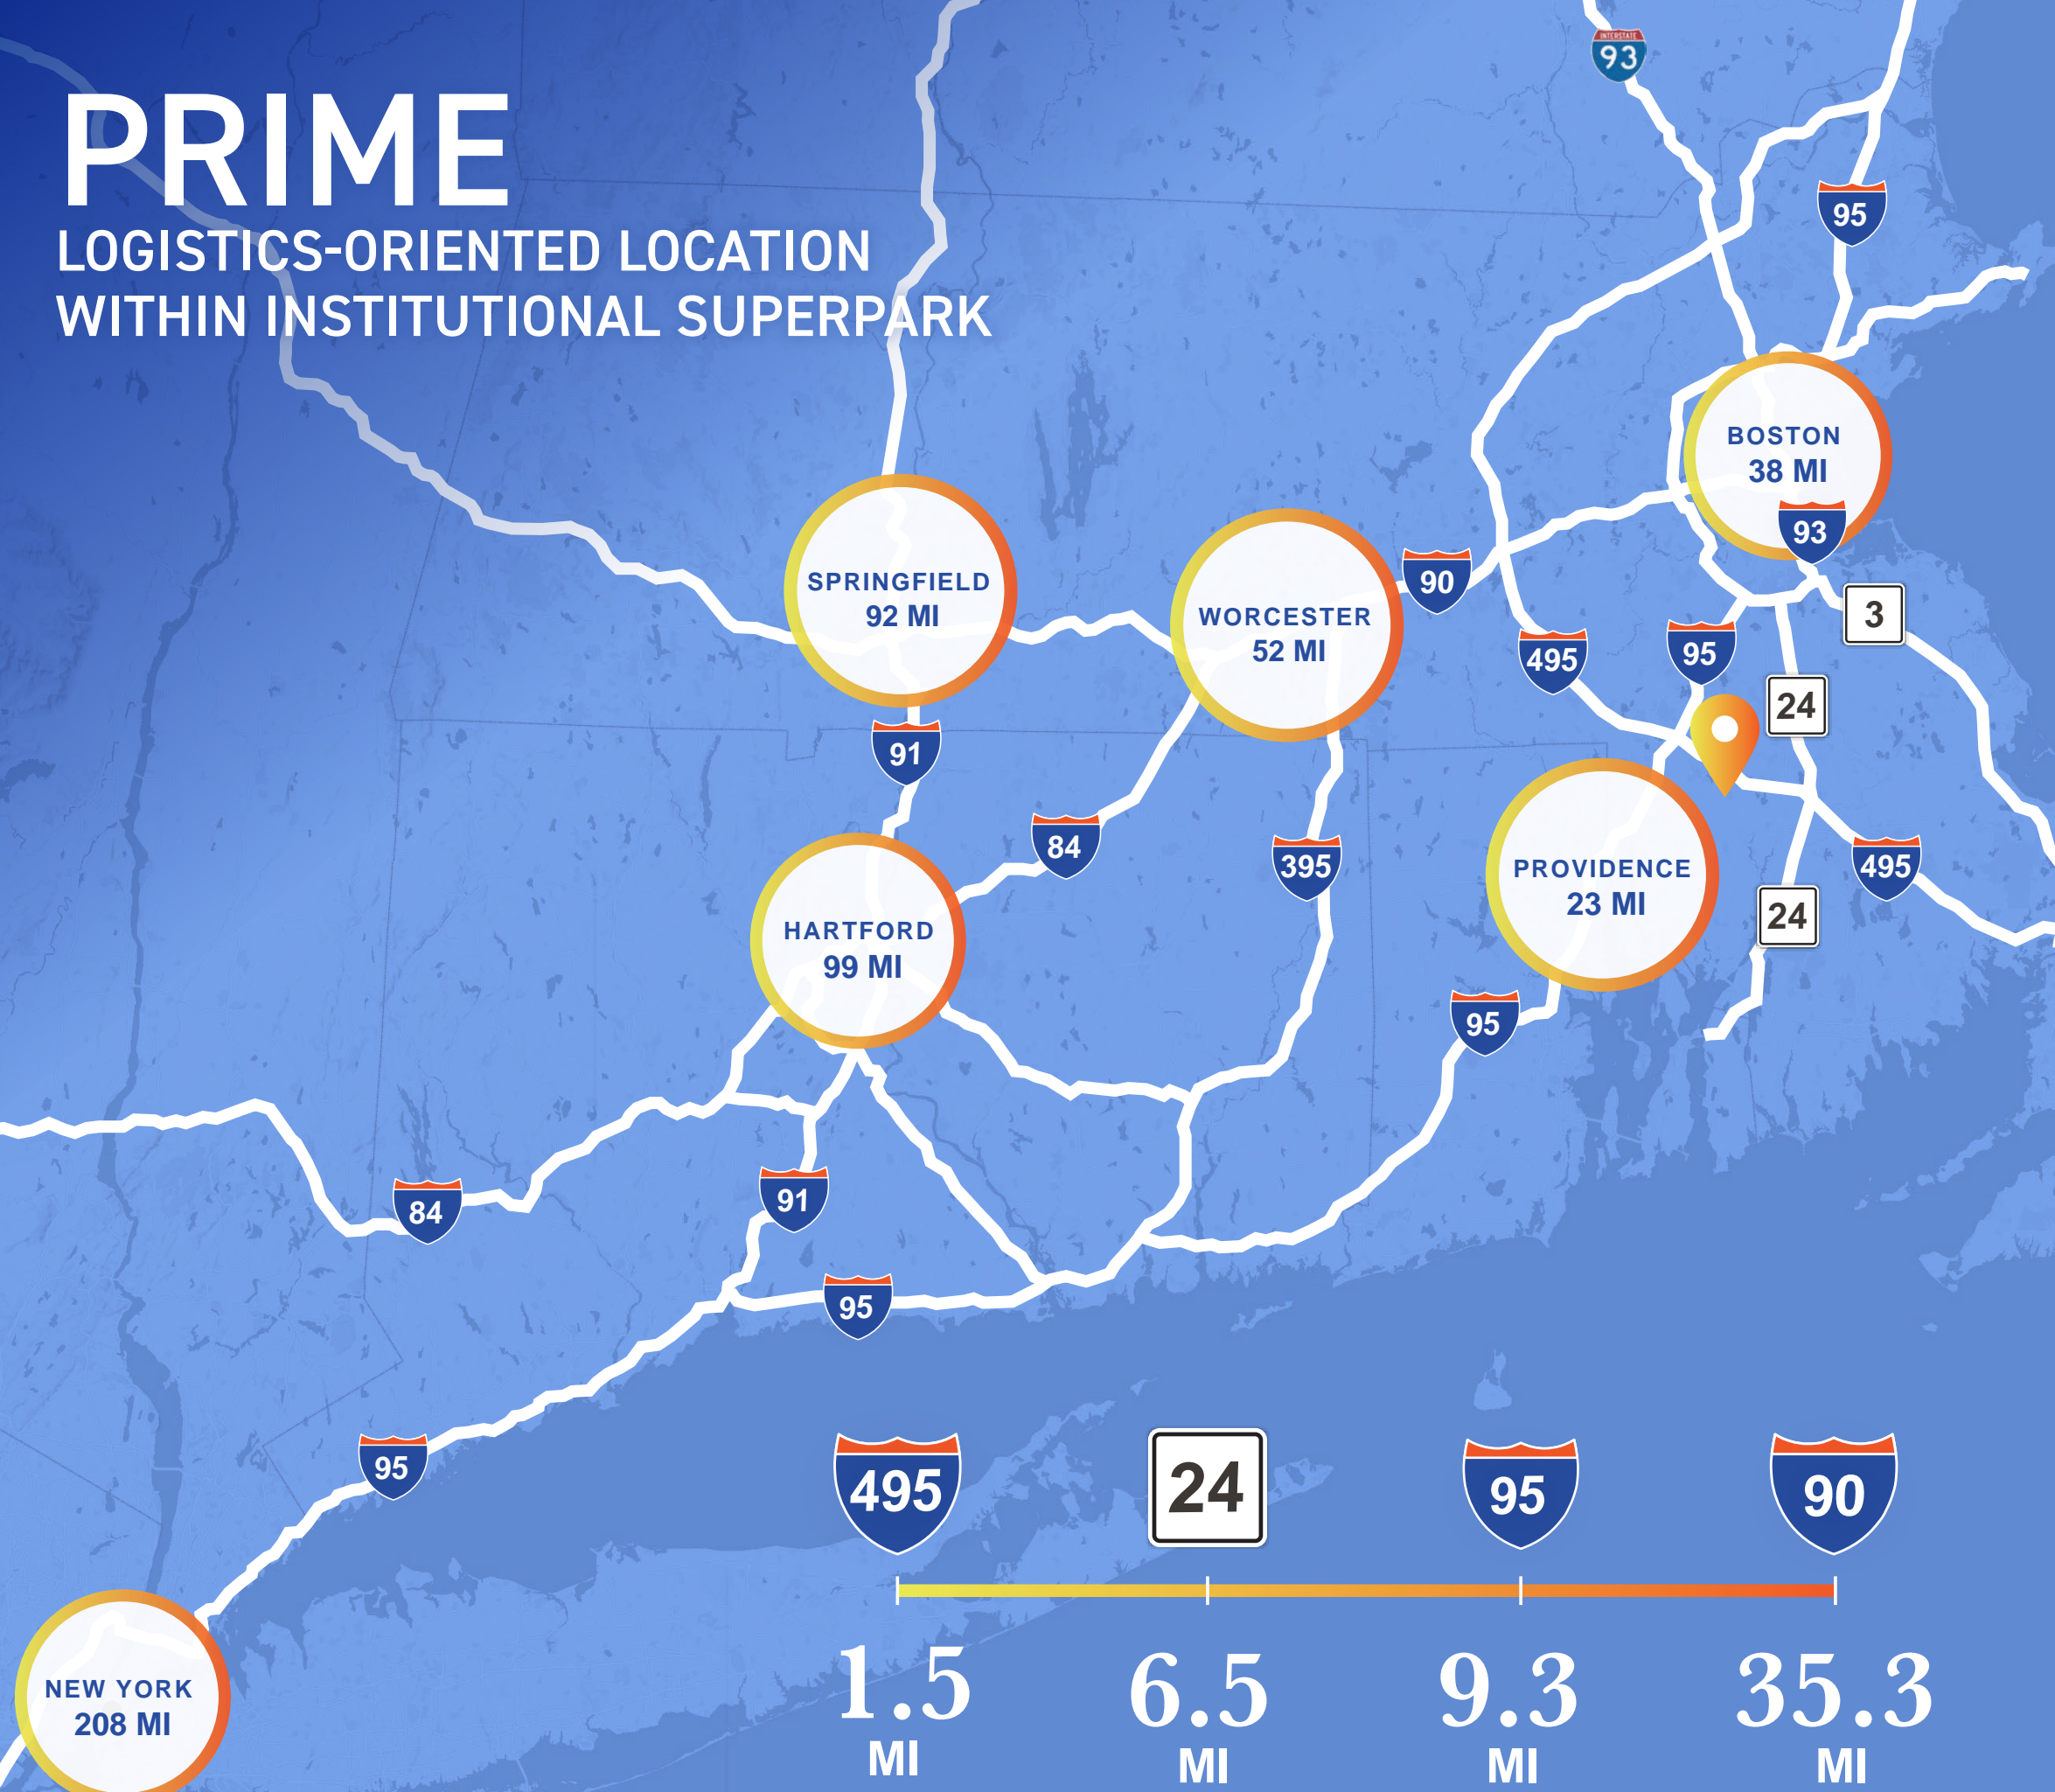 PRIME
LOGISTICS-ORIENTED LOCATION
WITHIN INSTITUTIONAL SUPERPARK
INTERSTATE
93
95
BOSTON
38 MI
93
SPRINGFIELD
92 MI
WORCESTER
52 MI
90
3
495
95
24
91
84
395
PROVIDENCE
23 MI
495
24
HARTFORD
99 MI
95
84
91
95
95
NEW YORK
208 MI
495
24
95
90
1.5
MI
6.5
MI
9.3
MI
35.3
MI